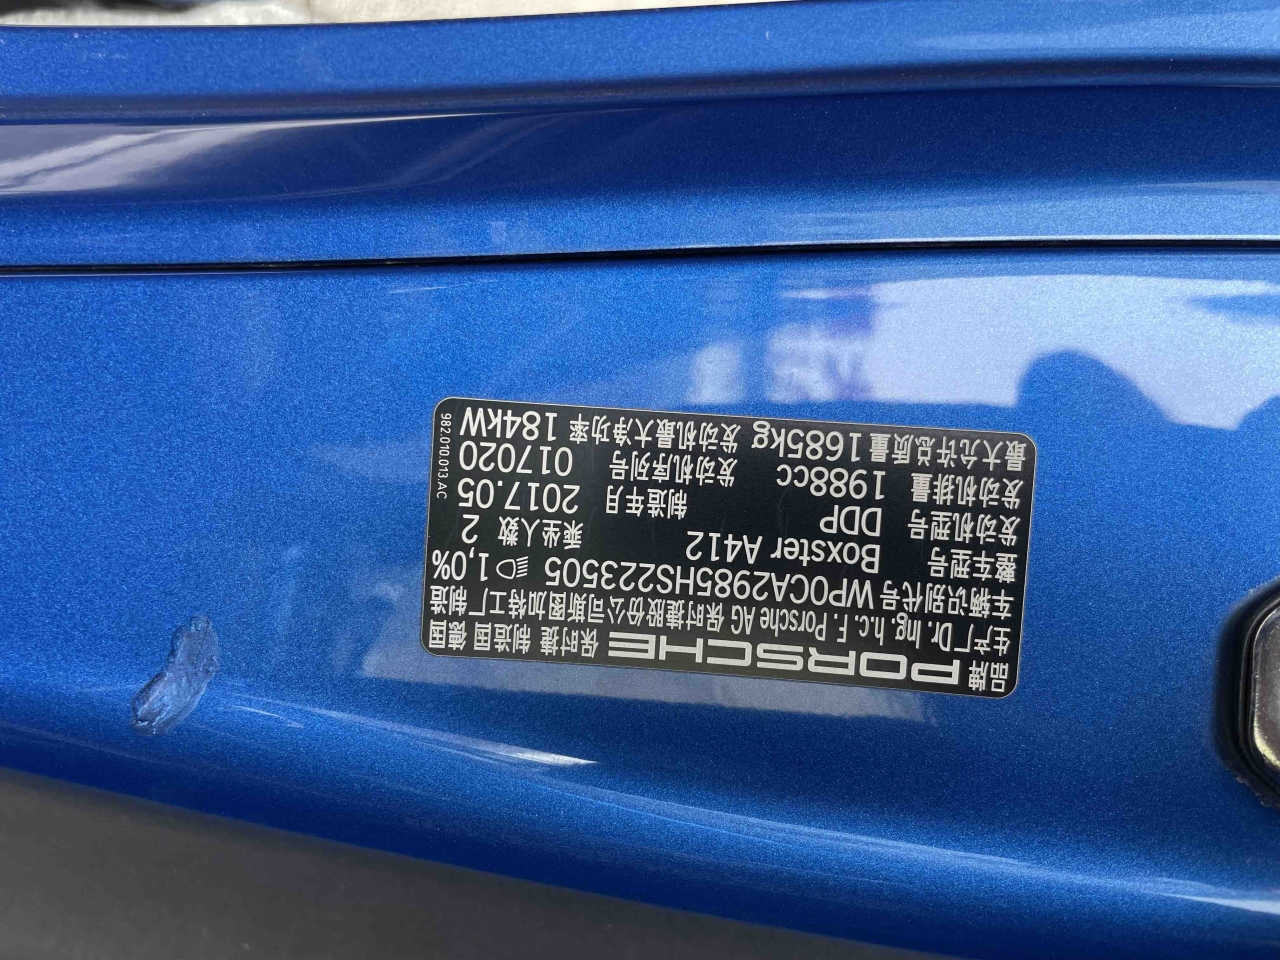 品牌 PORSCHE 保时捷 制造国 德国
生产厂 Dr. Ing. h.c. F. Porsche AG 保时捷股份公司斯图加特工厂制造
车辆识别代号 WP0CA2985HS223505 1,0%
整车型号 Boxster A412 乘坐人数 2
发动机型号 DDP 制造年月 2017.05
发动机排量 1988cc 发动机序列号 017020
最大允许总质量 1685kg 发动机最大净功率 184kW
982.010.013.AC